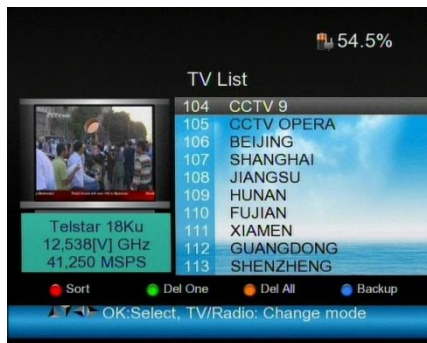 54.5%
TV List
104 CCTV 9
105 CCTV OPERA
106 BEIJING
107 SHANGHAI
108 JIANGSU
109 HUNAN
110 FUJIAN
111 XIAMEN
112 GUANGDONG
113 SHENZHENG
Telstar 18Ku
12,538[V] GHz
41,250 MSPS
Sort Del One Del All Backup
OK:Select, TV/Radio: Change mode